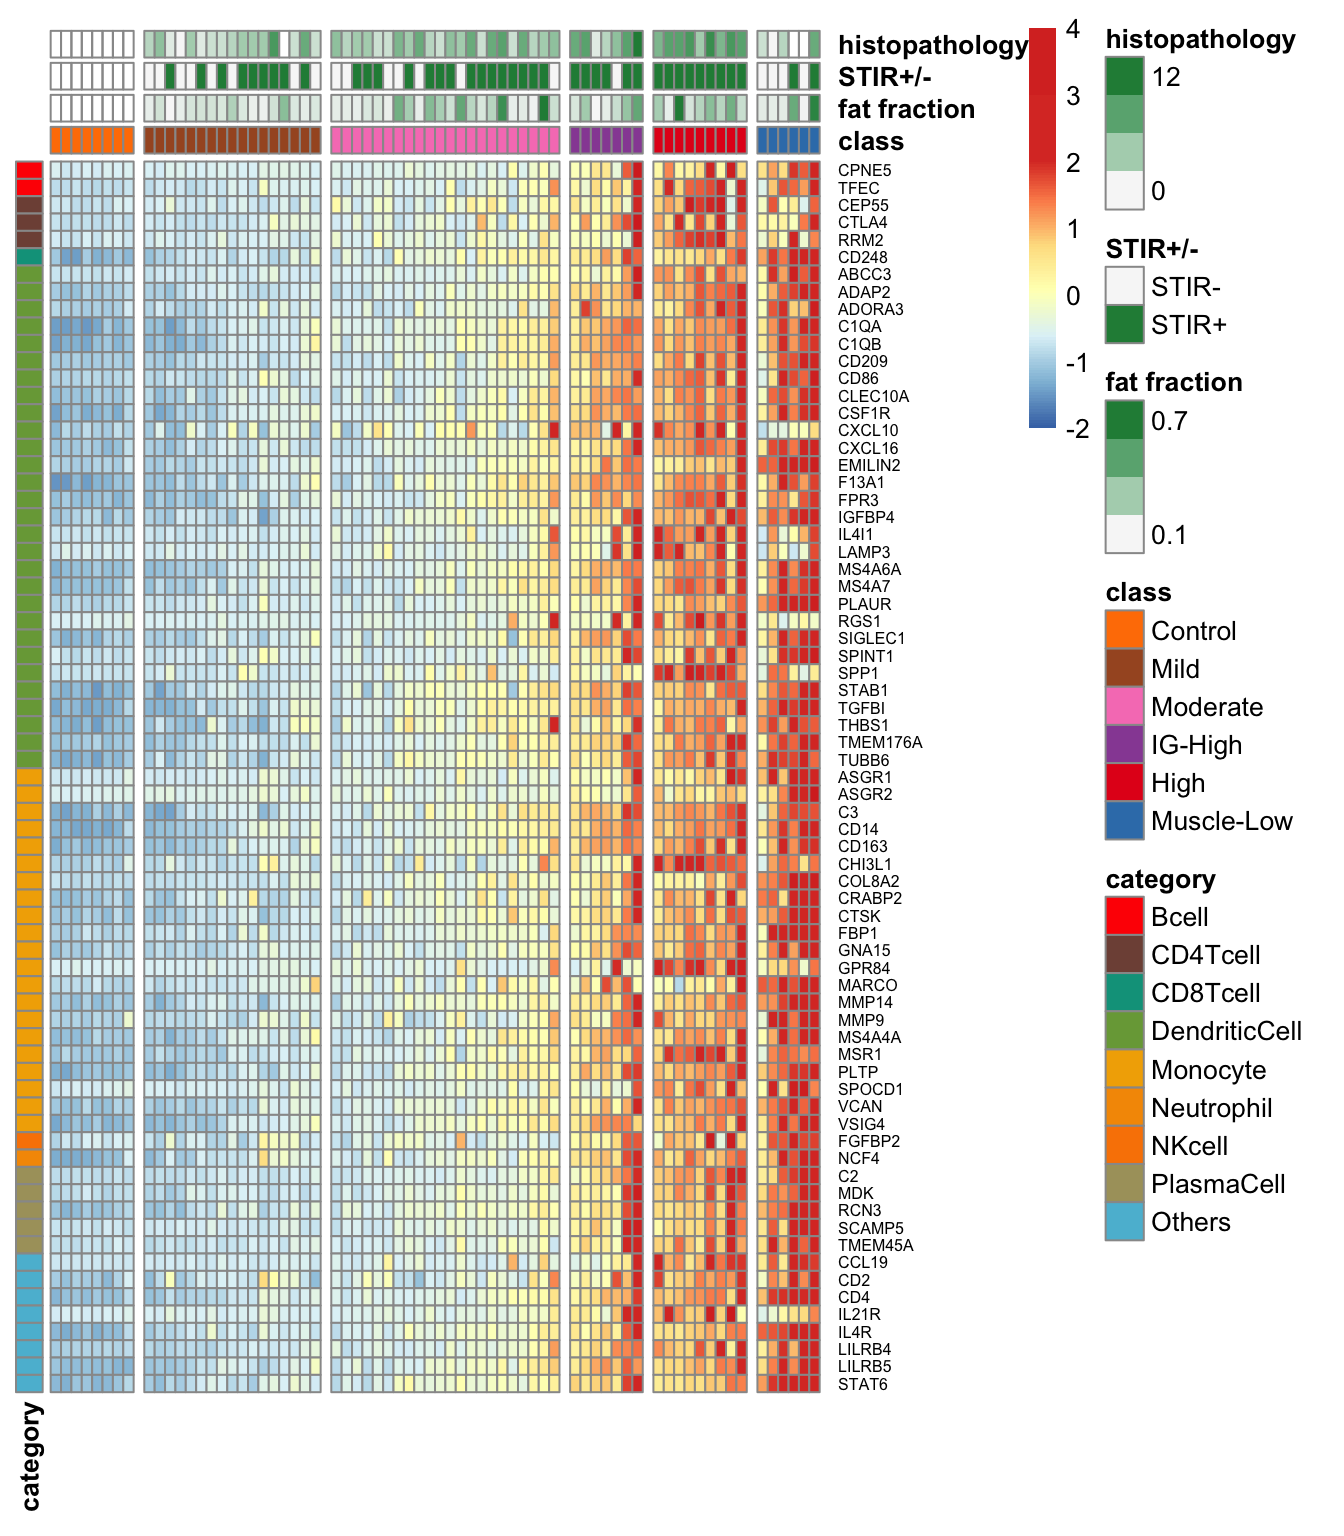 histopathology
STIR+/-
fat fraction
class
CPNE5
TFEC
CEP55
CTLA4
RRM2
CD248
ABCC3
ADAP2
ADORA3
C1QA
C1QB
CD209
CD86
CLEC10A
CSF1R
CXCL10
CXCL16
EMILIN2
F13A1
FPR3
IGFBP4
IL4I1
LAMP3
MS4A6A
MS4A7
PLAUR
RGS1
SIGLEC1
SPINT1
SPP1
STAB1
TGFBI
THBS1
TMEM176A
TUBB6
ASGR1
ASGR2
C3
CD14
CD163
CHI3L1
COL8A2
CRABP2
CTSK
FBP1
GNA15
GPR84
MARCO
MMP14
MMP9
MS4A4A
MSR1
PLTP
SPOCD1
VCAN
VSIG4
FGFBP2
NCF4
C2
MDK
RCN3
SCAMP5
TMEM45A
CCL19
CD2
CD4
IL21R
IL4R
LILRB4
LILRB5
STAT6
category
4
3
2
1
0
-1
-2
histopathology
12
0
STIR+/-
STIR-
STIR+
fat fraction
0.7
0.1
class
Control
Mild
Moderate
IG-High
High
Muscle-Low
category
Bcell
CD4Tcell
CD8Tcell
DendriticCell
Monocyte
Neutrophil
NKcell
PlasmaCell
Others